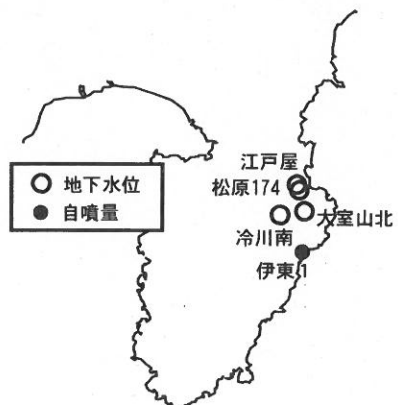 江戸屋
松原174
地下水位
自噴量
大室山北
冷川南
伊東1